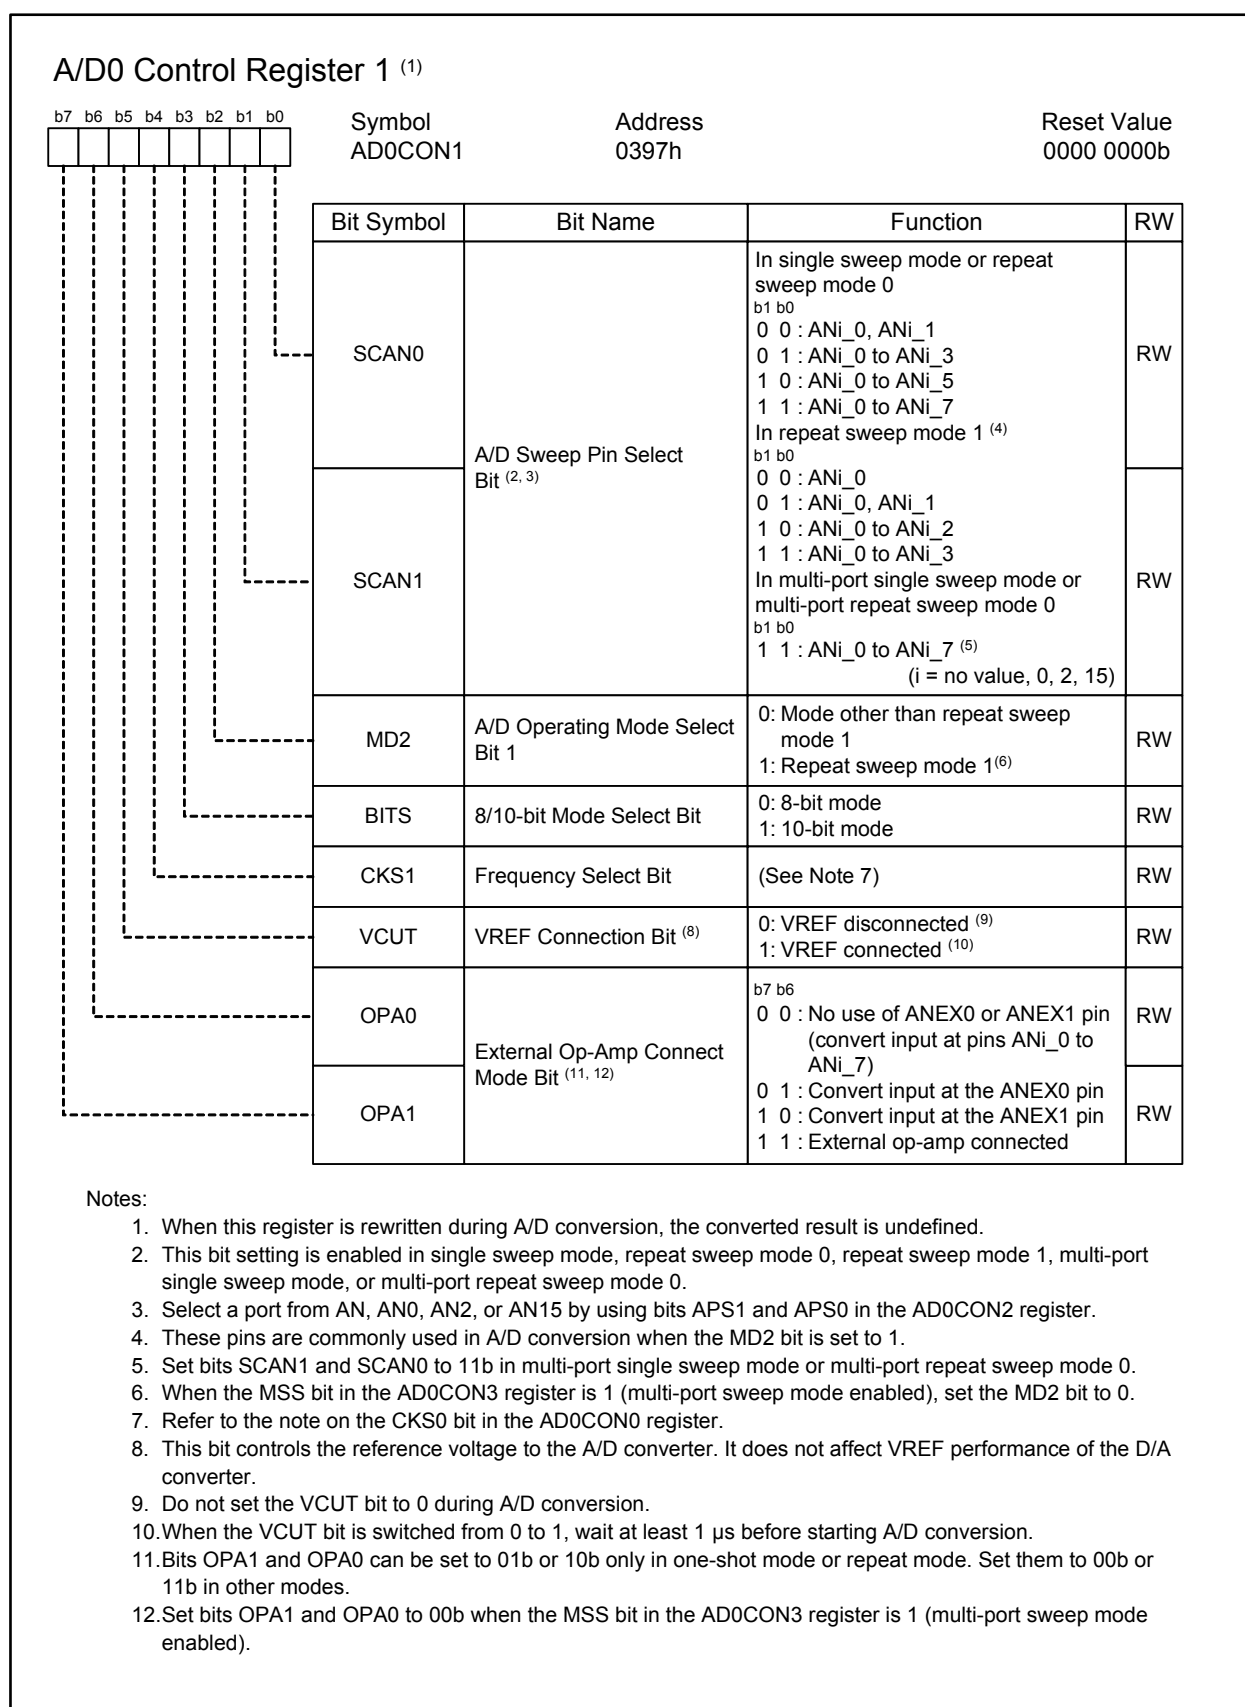 A/D0 Control Register 1 (1)
b7 b6 b5 b4 b3 b2 b1 b0
Symbol Address Reset Value
AD0CON1 0397h 0000 0000b
Bit Symbol Bit Name Function RW
SCAN0
A/D Sweep Pin Select
Bit (2, 3)
In single sweep mode or repeat
sweep mode 0
b1 b0
0 0 : ANi_0, ANi_1
0 1 : ANi_0 to ANi_3
1 0 : ANi_0 to ANi_5
1 1 : ANi_0 to ANi_7
In repeat sweep mode 1 (4)
b1 b0
0 0 : ANi_0
0 1 : ANi_0, ANi_1
1 0 : ANi_0 to ANi_2
1 1 : ANi_0 to ANi_3
In multi-port single sweep mode or
multi-port repeat sweep mode 0
b1 b0
1 1 : ANi_0 to ANi_7 (5)
(i = no value, 0, 2, 15)
RW
SCAN1
RW
MD2
A/D Operating Mode Select
Bit 1
0: Mode other than repeat sweep
mode 1
1: Repeat sweep mode 1(6)
RW
BITS
8/10-bit Mode Select Bit
0: 8-bit mode
1: 10-bit mode
RW
CKS1 Frequency Select Bit (See Note 7) RW
VCUT
VREF Connection Bit (8)
0: VREF disconnected (9)
1: VREF connected (10)
RW
OPA0
External Op-Amp Connect
Mode Bit (11, 12)
b7 b6
0 0 : No use of ANEX0 or ANEX1 pin
(convert input at pins ANi_0 to
ANi_7)
0 1 : Convert input at the ANEX0 pin
1 0 : Convert input at the ANEX1 pin
1 1 : External op-amp connected
RW
OPA1
RW
Notes:
1. When this register is rewritten during A/D conversion, the converted result is undefined.
2. This bit setting is enabled in single sweep mode, repeat sweep mode 0, repeat sweep mode 1, multi-port
single sweep mode, or multi-port repeat sweep mode 0.
3. Select a port from AN, AN0, AN2, or AN15 by using bits APS1 and APS0 in the AD0CON2 register.
4. These pins are commonly used in A/D conversion when the MD2 bit is set to 1.
5. Set bits SCAN1 and SCAN0 to 11b in multi-port single sweep mode or multi-port repeat sweep mode 0.
6. When the MSS bit in the AD0CON3 register is 1 (multi-port sweep mode enabled), set the MD2 bit to 0.
7. Refer to the note on the CKS0 bit in the AD0CON0 register.
8. This bit controls the reference voltage to the A/D converter. It does not affect VREF performance of the D/A
converter.
9. Do not set the VCUT bit to 0 during A/D conversion.
10.When the VCUT bit is switched from 0 to 1, wait at least 1 µs before starting A/D conversion.
11.Bits OPA1 and OPA0 can be set to 01b or 10b only in one-shot mode or repeat mode. Set them to 00b or
11b in other modes.
12.Set bits OPA1 and OPA0 to 00b when the MSS bit in the AD0CON3 register is 1 (multi-port sweep mode
enabled).